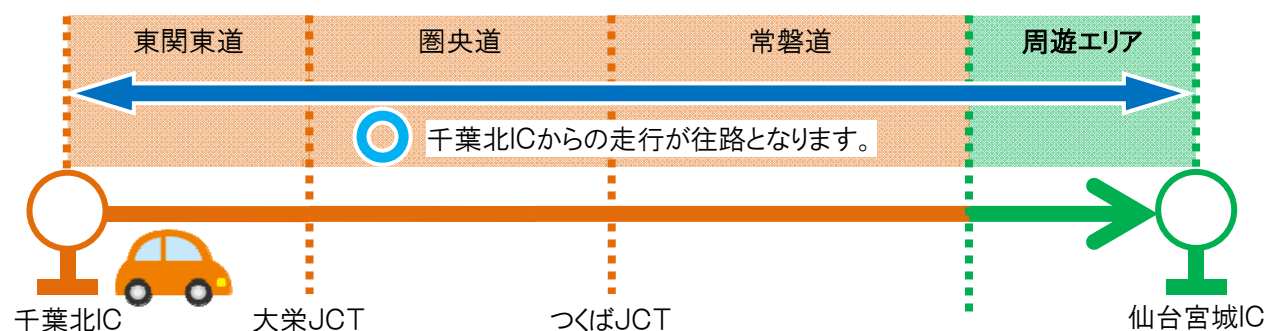 東関東道
圏央道
常磐道
周遊エリア
千葉北ICからの走行が往路となります。
千葉北IC
大栄JCT
つくばJCT
仙台宮城IC